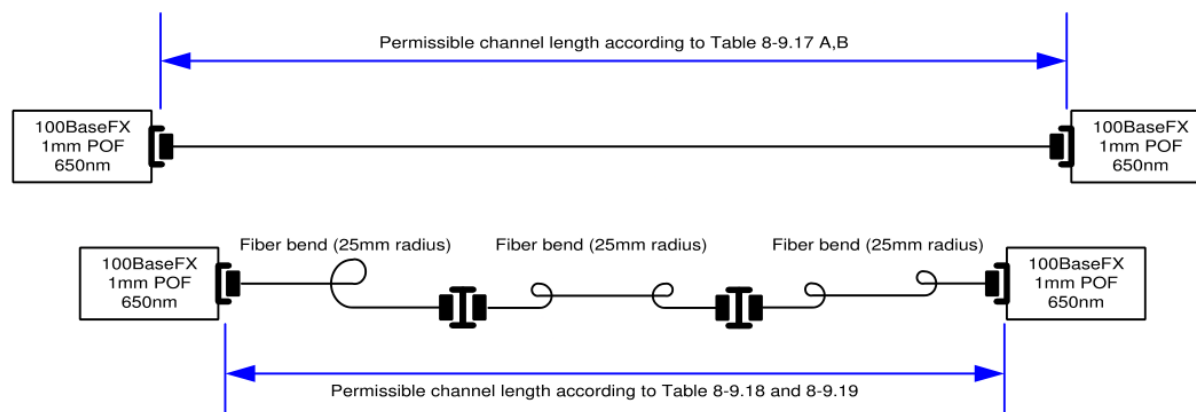 Permissible channel length according to Table 8-9.17 A,B
100BaseFX
1mm POF
650nm
100BaseFX
1mm POF
650nm
Fiber bend (25mm radius)
Fiber bend (25mm radius)
Fiber bend (25mm radius)
100BaseFX
1mm POF
650nm
100BaseFX
1mm POF
650nm
Permissible channel length according to Table 8-9.18 and 8-9.19